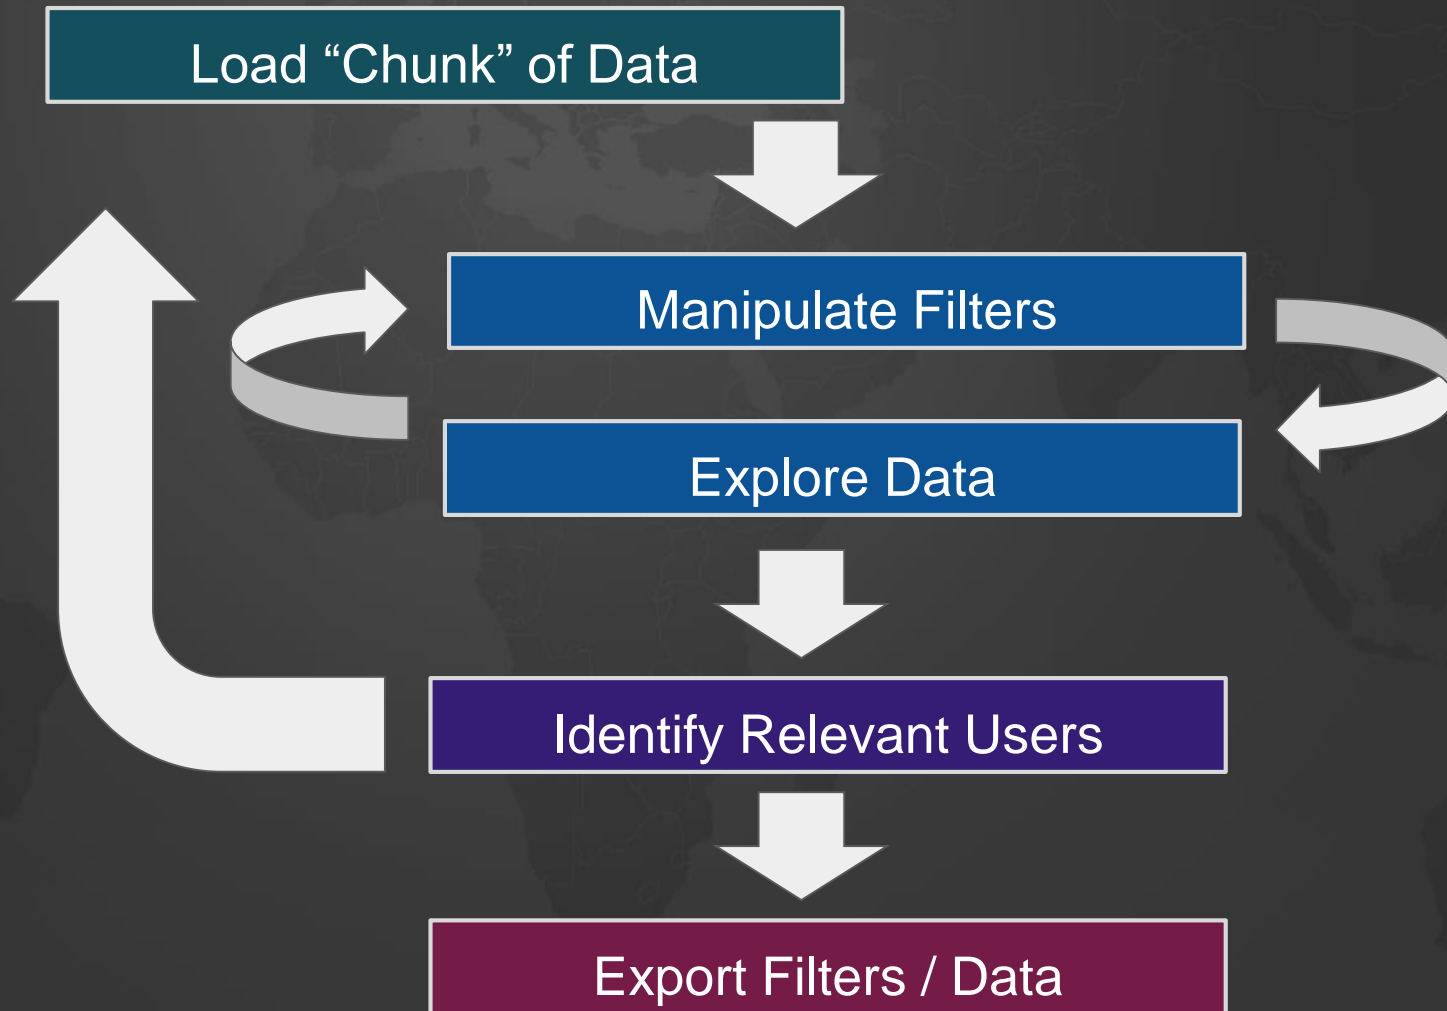 Load “Chunk” of Data
Manipulate Filters
Explore Data
Identify Relevant Users
Export Filters / Data